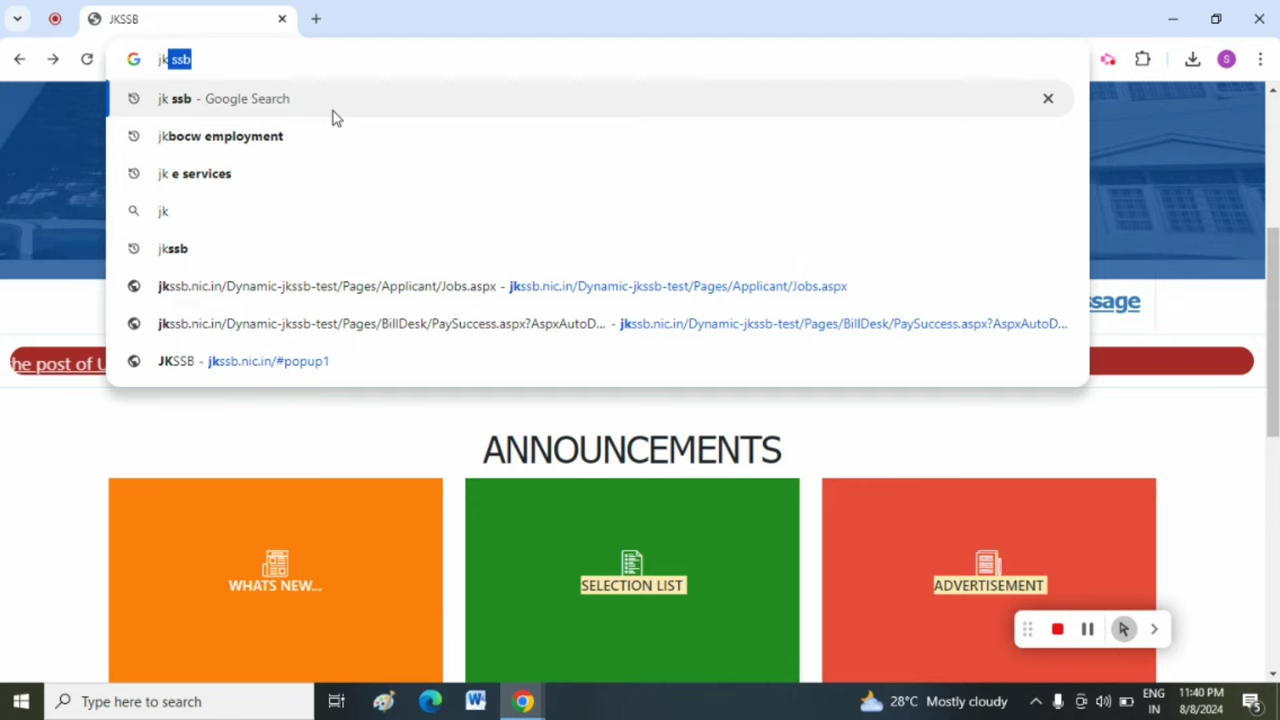 JKSSB
jk ssb
S
jk ssb - Google Search
jkbocw employment
jk e services
jk
jkssb
jkssb.nic.in/Dynamic-jkssb-test/Pages/Applicant/Jobs.aspx - jkssb.nic.in/Dynamic-jkssb-test/Pages/Applicant/Jobs.aspx
jkssb.nic.in/Dynamic-jkssb-test/Pages/BillDesk/PaySuccess.aspx?AspxAutoD... - jkssb.nic.in/Dynamic-jkssb-test/Pages/BillDesk/PaySuccess.aspx?AspxAutoD...
ssage
JKSSB - jkssb.nic.in/#popup1
he post of U
ANNOUNCEMENTS
WHATS NEW...
SELECTION LIST
ADVERTISEMENT
Type here to search
28°C Mostly cloudy
ENG
IN
11:40 PM
8/8/2024
5